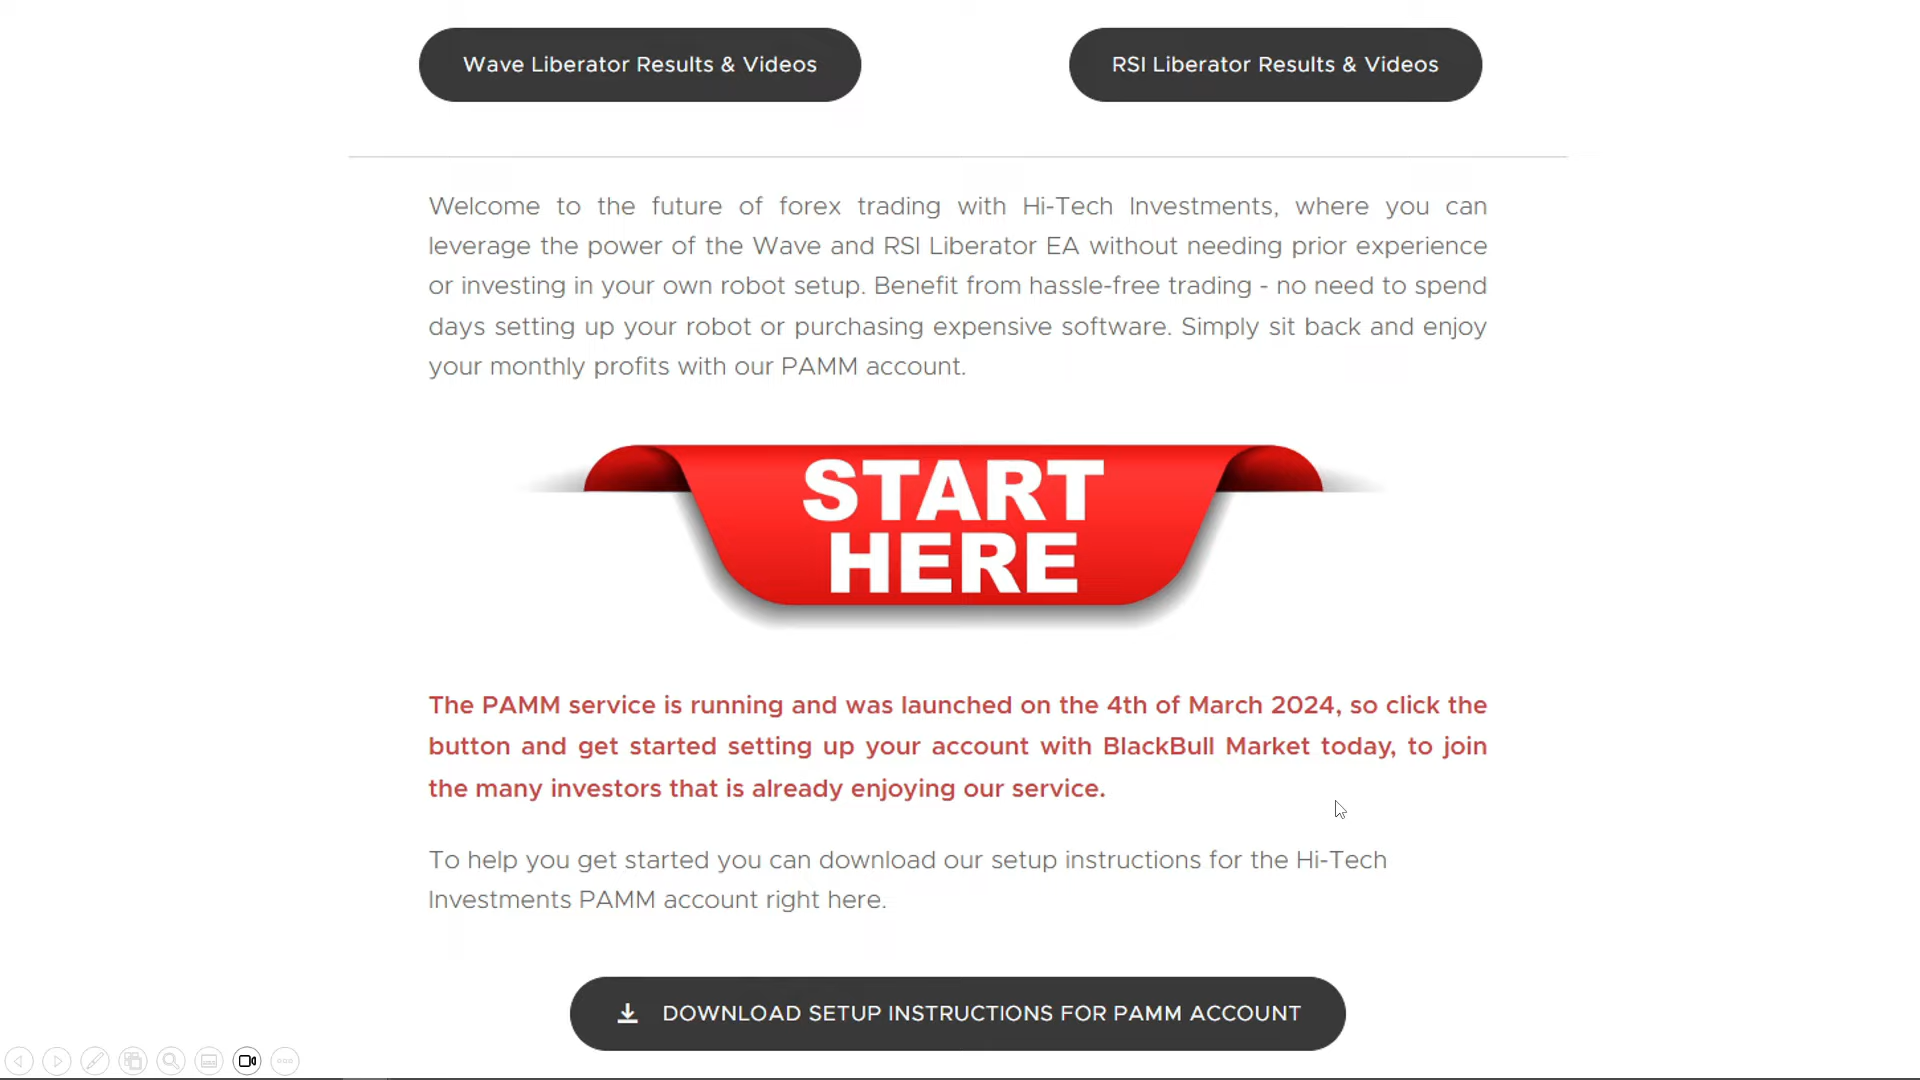 Wave Liberator Results & Videos
RSI Liberator Results & Videos
Welcome to the future of forex trading with Hi-Tech Investments, where you can
leverage the power of the Wave and RSI Liberator EA without needing prior experience
or investing in your own robot setup. Benefit from hassle-free trading - no need to spend
days setting up your robot or purchasing expensive software. Simply sit back and enjoy
your monthly profits with our PAMM account.
START
HERE
The PAMM service is running and was launched on the 4th of March 2024, so click the
button and get started setting up your account with BlackBull Market today, to join
the many investors that is already enjoying our service.
To help you get started you can download our setup instructions for the Hi-Tech
Investments PAMM account right here.
DOWNLOAD SETUP INSTRUCTIONS FOR PAMM ACCOUNT